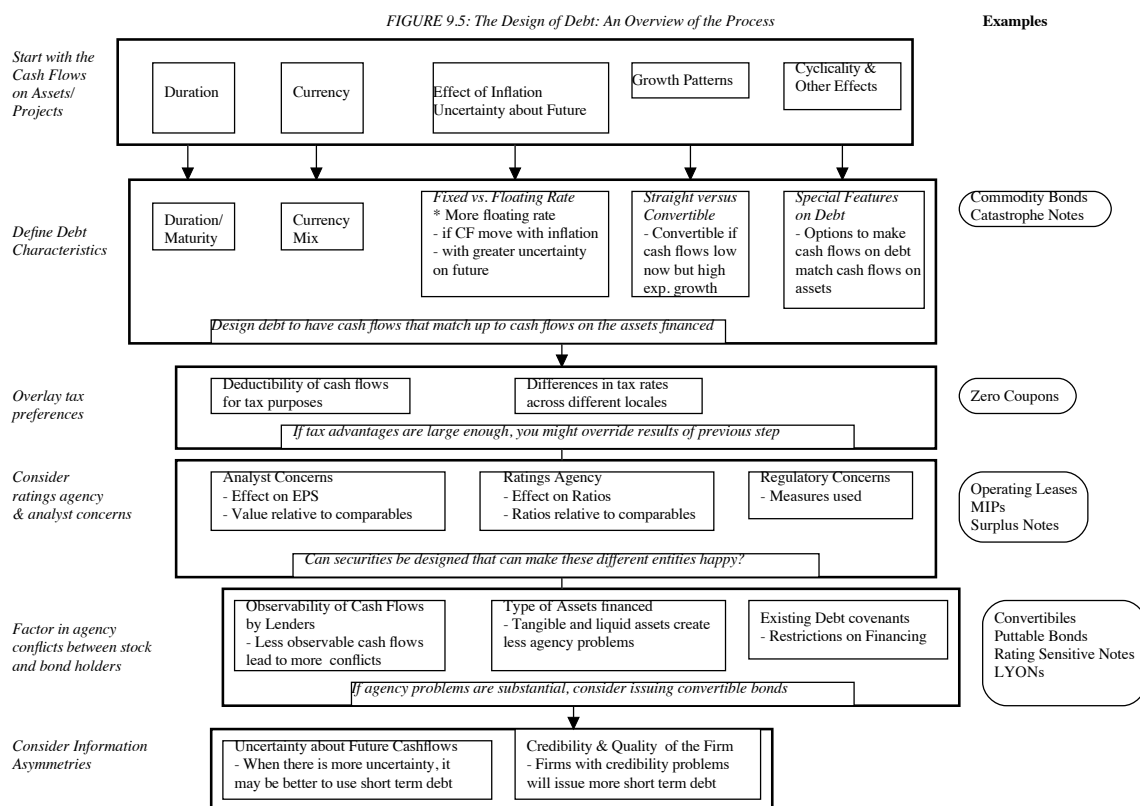 FIGURE 9.5: The Design of Debt: An Overview of the Process
Examples
Start with the
Cash Flows
on Assets/
Projects
Duration
Currency
Effect of Inflation
Uncertainty about Future
Growth Patterns
Cyclicality &
Other Effects
Define Debt
Characteristics
Duration/
Maturity
Currency
Mix
Fixed vs. Floating Rate
* More floating rate
- if CF move with inflation
- with greater uncertainty
on future
Straight versus
Convertible
- Convertible if
cash flows low
now but high
exp. growth
Special Features
on Debt
- Options to make
cash flows on debt
match cash flows on
assets
Commodity Bonds
Catastrophe Notes
Design debt to have cash flows that match up to cash flows on the assets financed
Overlay tax
preferences
Deductibility of cash flows
for tax purposes
Differences in tax rates
across different locales
Zero Coupons
If tax advantages are large enough, you might override results of previous step
Consider
ratings agency
& analyst concerns
Analyst Concerns
- Effect on EPS
- Value relative to comparables
Ratings Agency
- Effect on Ratios
- Ratios relative to comparables
Regulatory Concerns
- Measures used
Operating Leases
MIPs
Surplus Notes
Can securities be designed that can make these different entities happy?
Factor in agency
conflicts between stock
and bond holders
Observability of Cash Flows
by Lenders
- Less observable cash flows
lead to more conflicts
Type of Assets financed
- Tangible and liquid assets create
less agency problems
Existing Debt covenants
- Restrictions on Financing
Convertibiles
Puttable Bonds
Rating Sensitive Notes
LYONs
If agency problems are substantial, consider issuing convertible bonds
Consider Information
Asymmetries
Uncertainty about Future Cashflows
- When there is more uncertainty, it
may be better to use short term debt
Credibility & Quality of the Firm
- Firms with credibility problems
will issue more short term debt